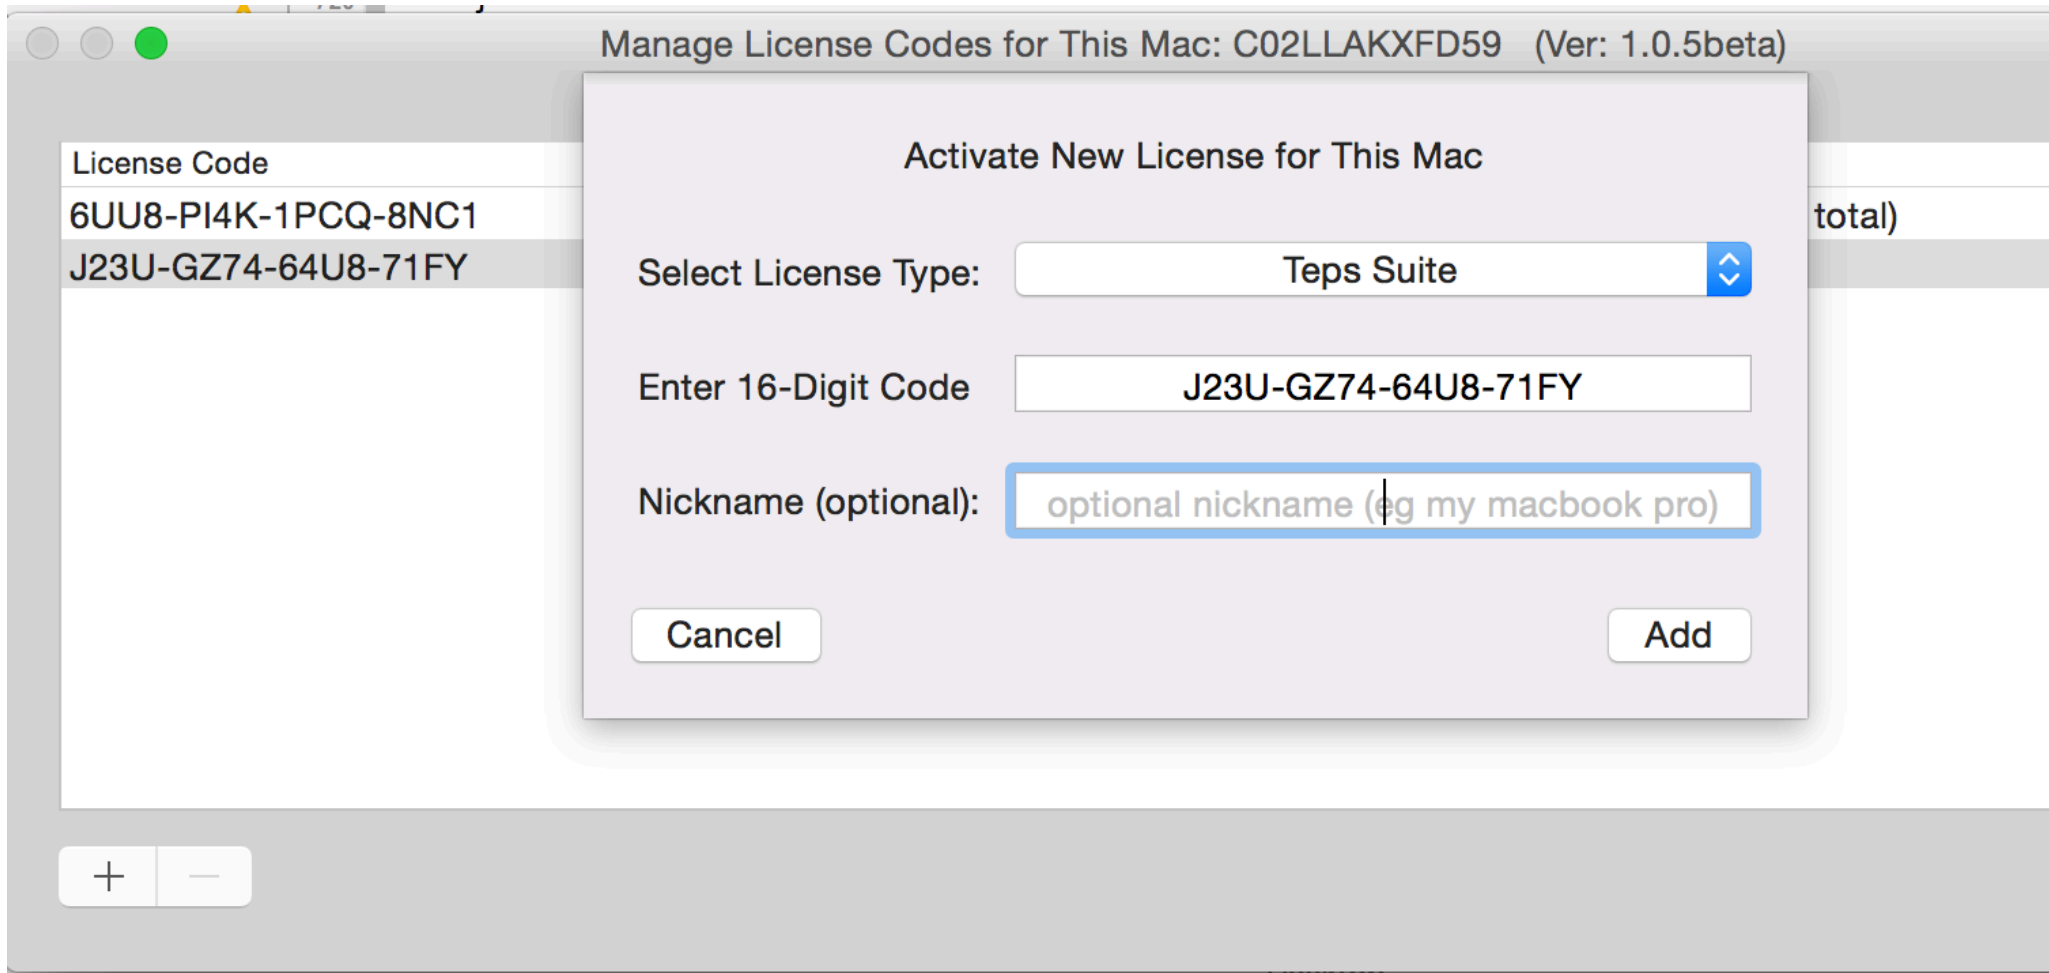 Manage License Codes for This Mac: C02LLAKXFD59 (Ver: 1.0.5beta)
Activate New License for This Mac
License Code
6UU8-PI4K-1PCQ-8NC1
total)
J23U-GZ74-64U8-71FY
Select License Type: Teps Suite
Enter 16-Digit Code J23U-GZ74-64U8-71FY
Nickname (optional): optional nickname (eg my macbook pro)
Cancel Add